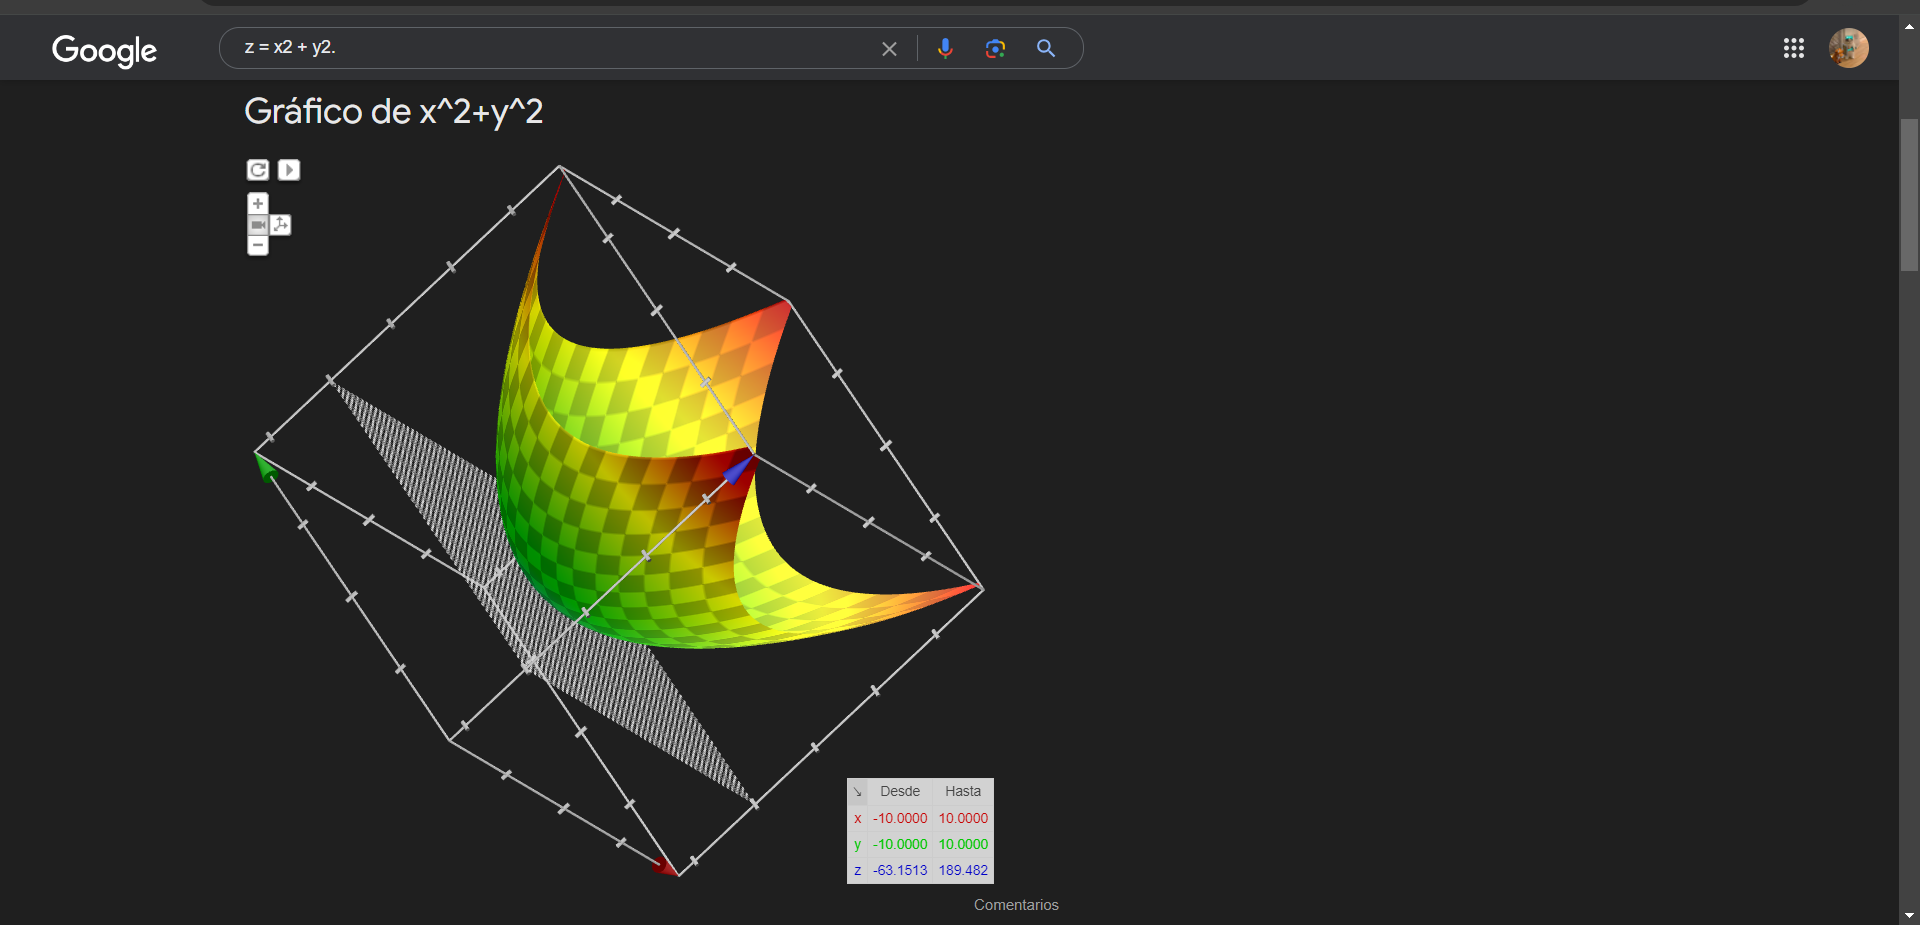 Google
z = x2 + y2.
Gráfico de x^2+y^2
Desde Hasta
x -10.0000 10.0000
y -10.0000 10.0000
z -63.1513 189.482
Comentarios